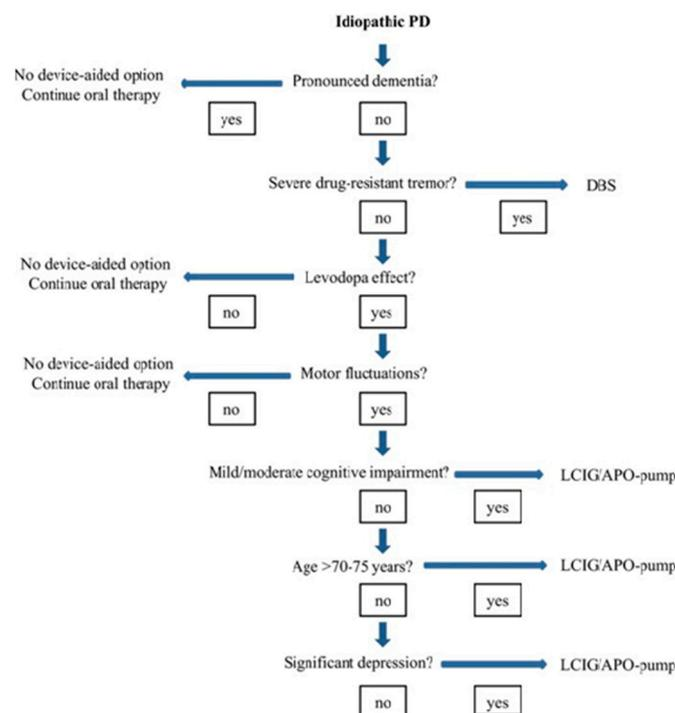 Idiopathic PD
No device-aided option
Continue oral therapy
Pronounced dementia?
yes
no
Severe drug-resistant tremor?
DBS
no
yes
No device-aided option
Continue oral therapy
Levodopa effect?
no
yes
No device-aided option
Continue oral therapy
Motor fluctuations?
no
yes
Mild/moderate cognitive impairment?
LCIG/APO-pump
no
yes
Age >70-75 years?
LCIG/APO-pump
no
yes
Significant depression?
LCIG/APO-pump
no
yes